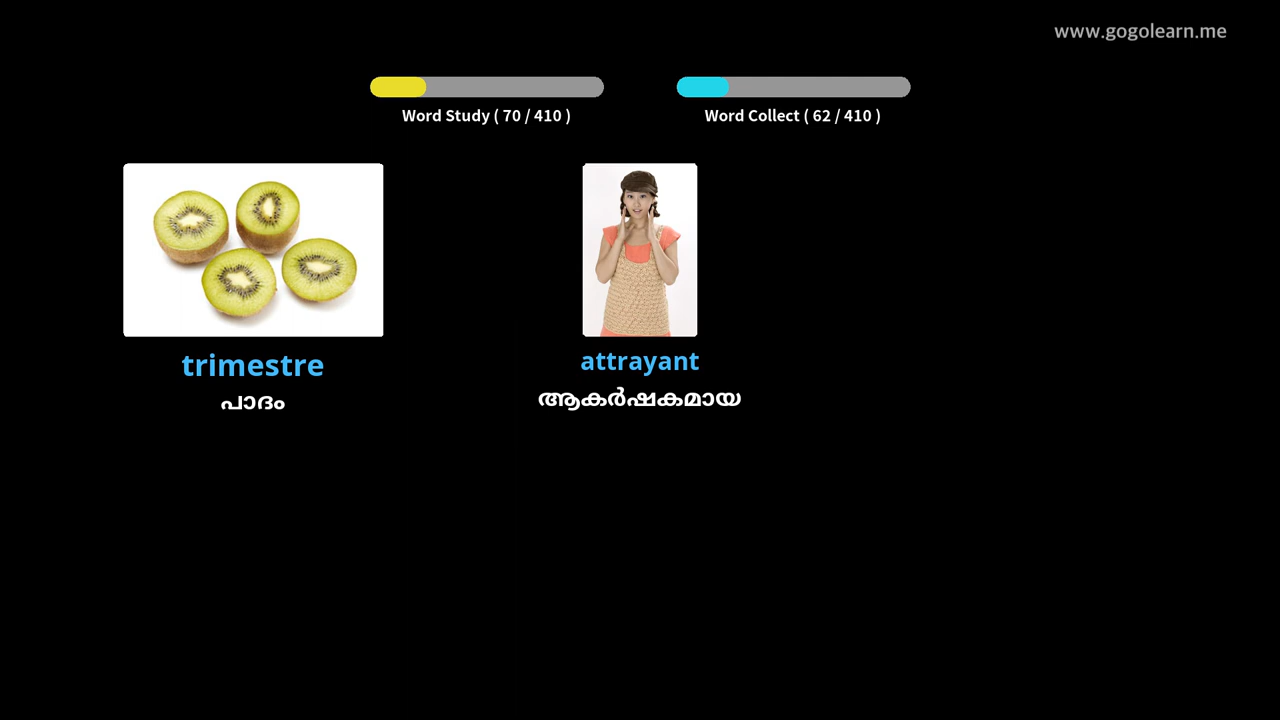 www.gogolearn.me
Word Study ( 70 / 410 )
Word Collect ( 62 / 410 )
trimestre
പാദം
attrayant
ആകർഷകമായ